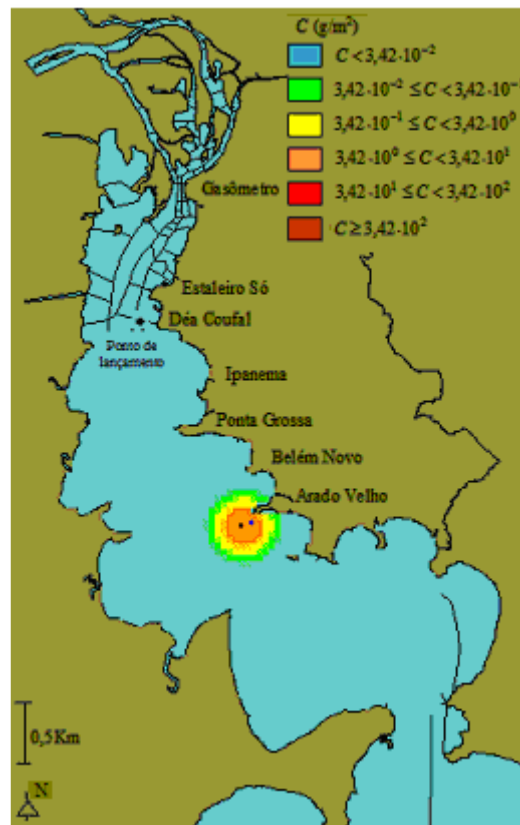 C (g/m²)
C < 3,42·10⁻²
3,42·10⁻² ≤ C < 3,42·10⁻
3,42·10⁻¹ ≤ C < 3,42·10⁰
3,42·10⁰ ≤ C < 3,42·10¹
3,42·10¹ ≤ C < 3,42·10²
C ≥ 3,42·10²
Gasômetro
Estaleiro Só
Déa Coufal
Ponto de
lançamento
Ipanema
Ponta Grossa
Belém Novo
Arado Velho
0,5Km
N